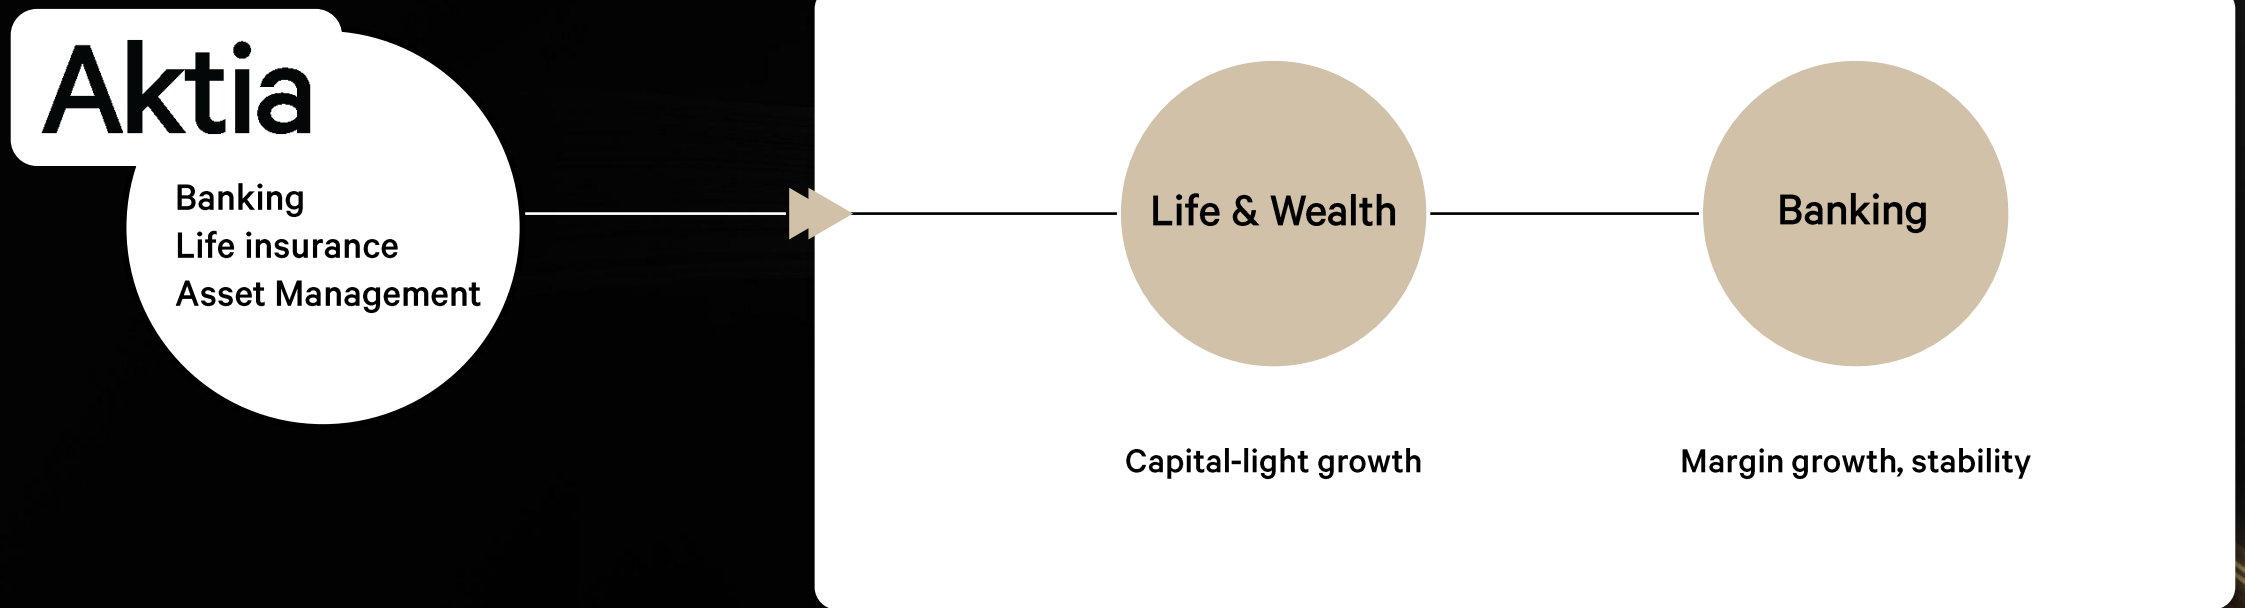 Aktia
Banking
Life insurance
Asset Management
Life & Wealth
Capital-light growth
Banking
Margin growth, stability